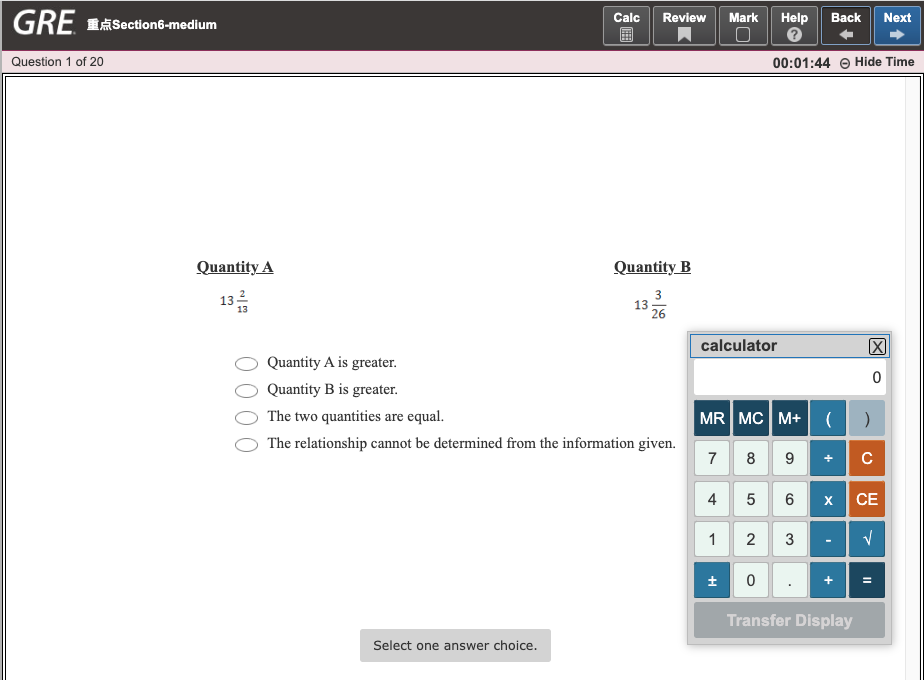 GRE 重点Section6-medium
Calc Review Mark Help Back Next
Question 1 of 20
00:01:44 Hide Time
Quantity A Quantity B
13 2/13 13 3/26
Quantity A is greater.
Quantity B is greater.
The two quantities are equal.
The relationship cannot be determined from the information given.
calculator X
0
MR MC M+ ( )
7 8 9 ÷ C
4 5 6 x CE
1 2 3 - √
± 0 . + =
Transfer Display
Select one answer choice.